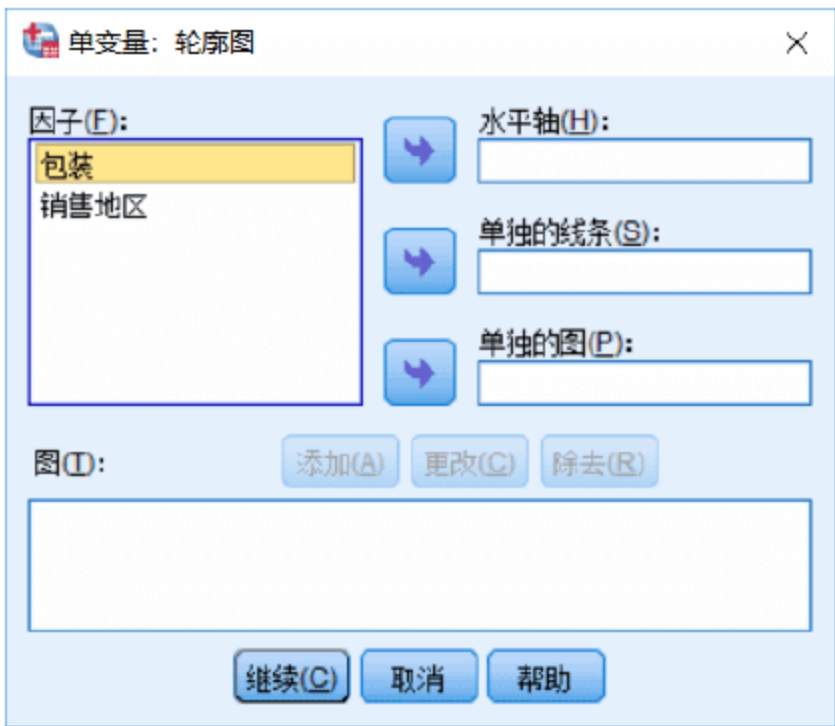 单变量：轮廓图
因子(F)：
水平轴(H)：
包装
销售地区
单独的线条(S)：
单独的图(P)：
图(T)：
添加(A) 更改(C) 除去(R)
继续(C) 取消 帮助